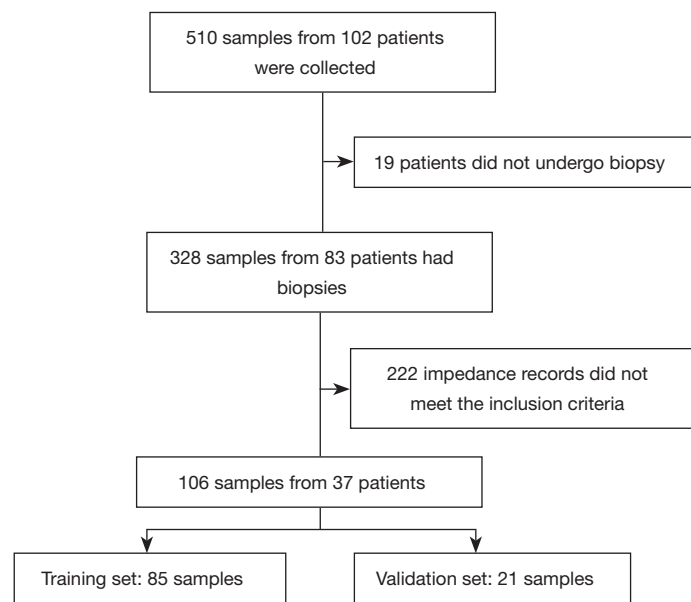 510 samples from 102 patients
were collected
19 patients did not undergo biopsy
328 samples from 83 patients had
biopsies
222 impedance records did not
meet the inclusion criteria
106 samples from 37 patients
Training set: 85 samples
Validation set: 21 samples